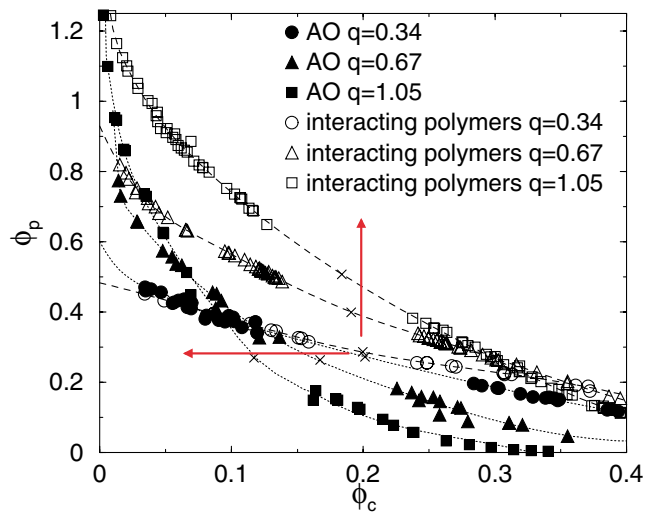 1.2
1
0.8
0.6
0.4
0.2
0
ϕp
AO q=0.34
AO q=0.67
AO q=1.05
interacting polymers q=0.34
interacting polymers q=0.67
interacting polymers q=1.05
0 0.1 0.2 0.3 0.4
ϕc